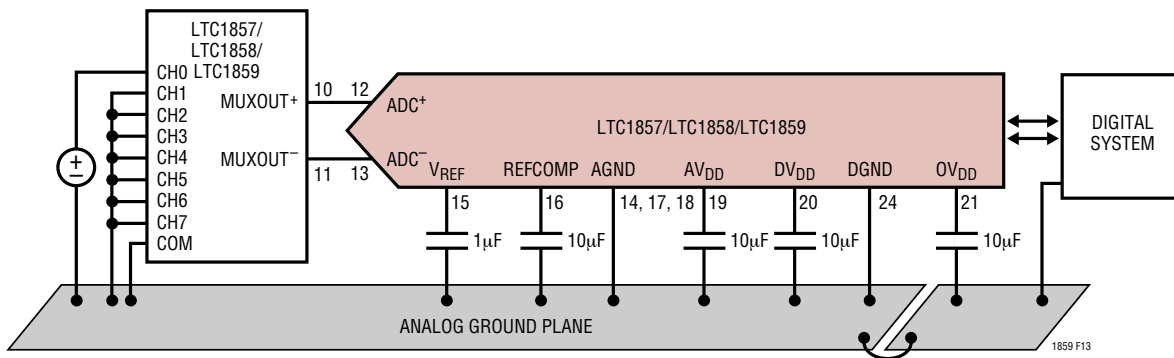 LTC1857/
LTC1858/
LTC1859
CH0
CH1
CH2
CH3
CH4
CH5
CH6
CH7
COM
MUXOUT+
MUXOUT–
10
11
12
13
ADC+
ADC–
LTC1857/LTC1858/LTC1859
VREF
REFCOMP
AGND
AVDD
DVDD
DGND
OVDD
15
16
14, 17, 18
19
20
24
21
1μF
10μF
10μF
10μF
10μF
DIGITAL
SYSTEM
+
–
ANALOG GROUND PLANE
1859 F13